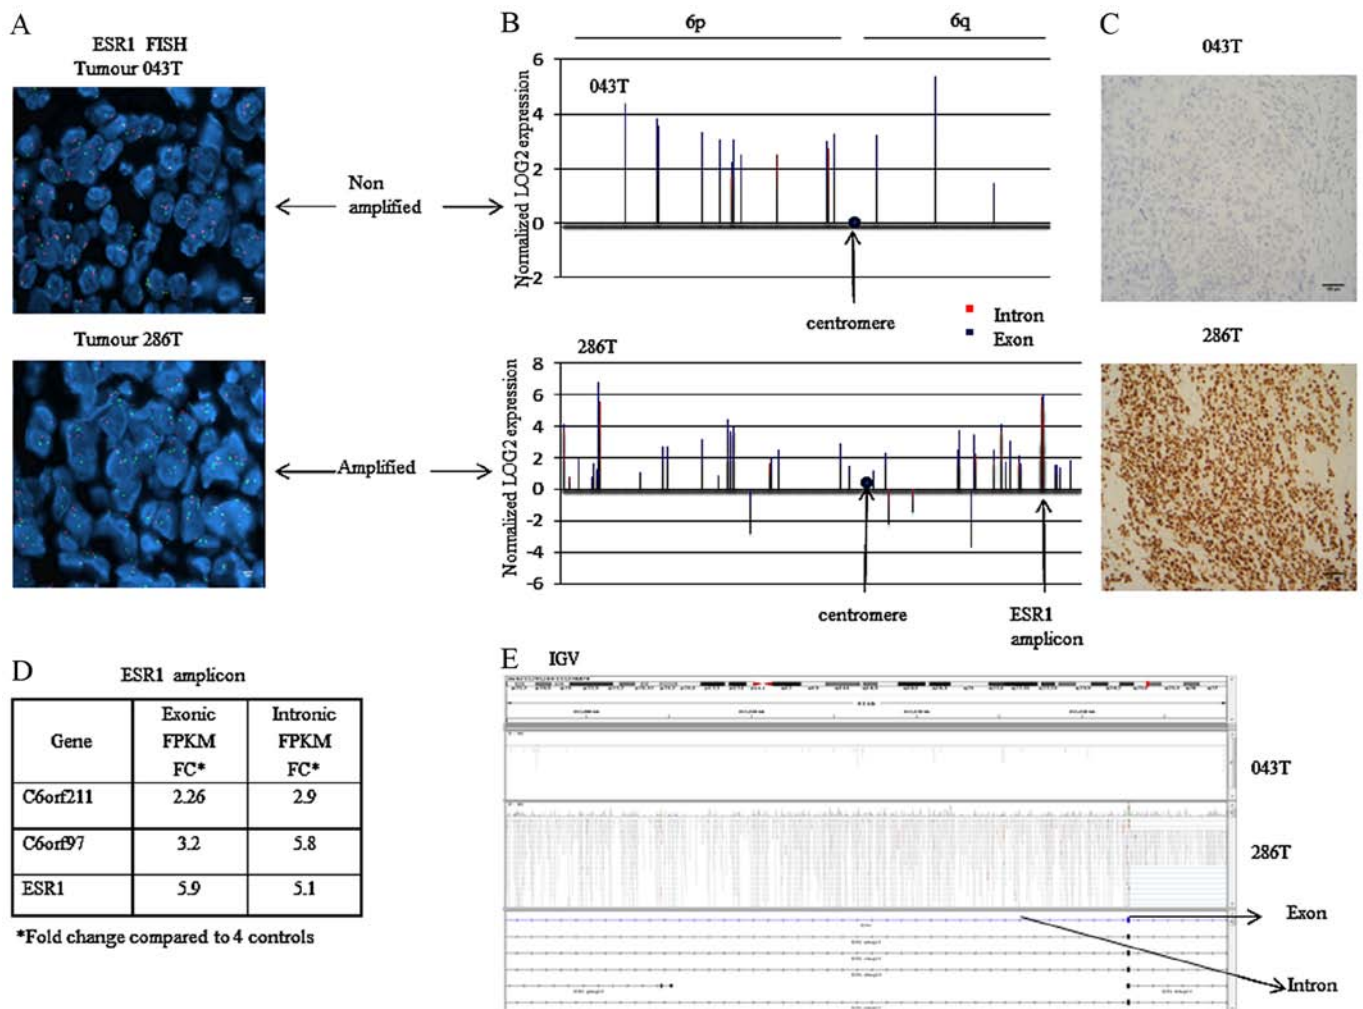 A
ESR1 FISH
Tumour 043T
Tumour 286T
Non
amplified
Amplified
B
6p
6q
Normalized LOG2 expression
6
4
2
0
-2
043T
centromere
Intron
Exon
286T
Normalized LOG2 expression
8
6
4
2
0
-2
-4
-6
centromere
ESR1
amplicon
C
043T
286T
D
ESR1 amplicon
Gene
Exonic
FPKM
FC*
Intronic
FPKM
FC*
C6orf211
2.26
2.9
C6orf97
3.2
5.8
ESR1
5.9
5.1
*Fold change compared to 4 controls
E
IGV
043T
286T
Exon
Intron